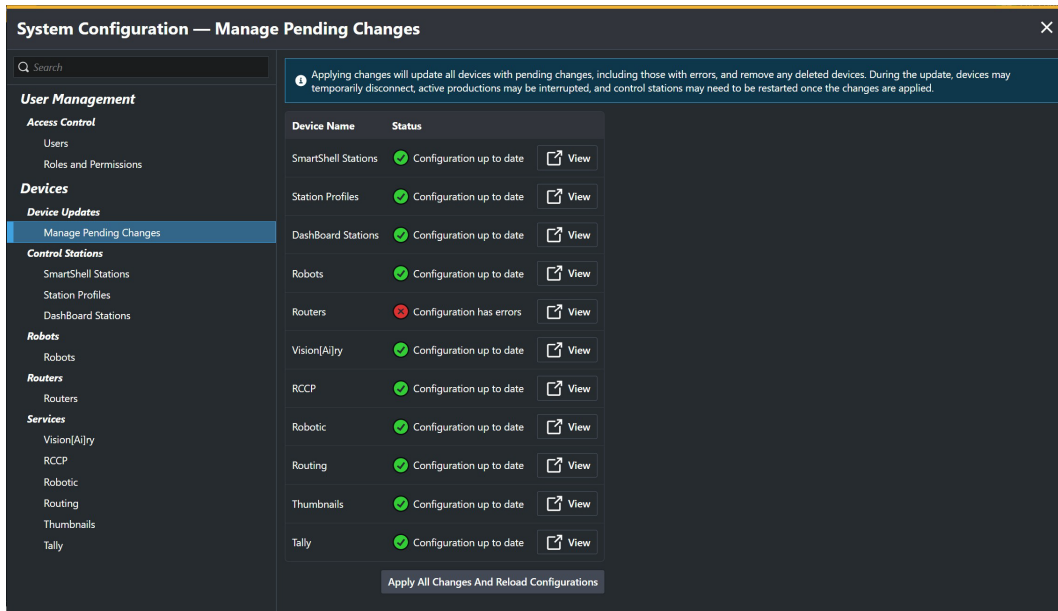 System Configuration — Manage Pending Changes
Search
User Management
Access Control
Users
Roles and Permissions
Devices
Device Updates
Manage Pending Changes
Control Stations
SmartShell Stations
Station Profiles
DashBoard Stations
Robots
Robots
Routers
Routers
Services
Vision[Ai]ry
RCCP
Robotic
Routing
Thumbnails
Tally
Applying changes will update all devices with pending changes, including those with errors, and remove any deleted devices. During the update, devices may
temporarily disconnect, active productions may be interrupted, and control stations may need to be restarted once the changes are applied.
Device Name Status
SmartShell Stations Configuration up to date View
Station Profiles Configuration up to date View
DashBoard Stations Configuration up to date View
Robots Configuration up to date View
Routers Configuration has errors View
Vision[Ai]ry Configuration up to date View
RCCP Configuration up to date View
Robotic Configuration up to date View
Routing Configuration up to date View
Thumbnails Configuration up to date View
Tally Configuration up to date View
Apply All Changes And Reload Configurations